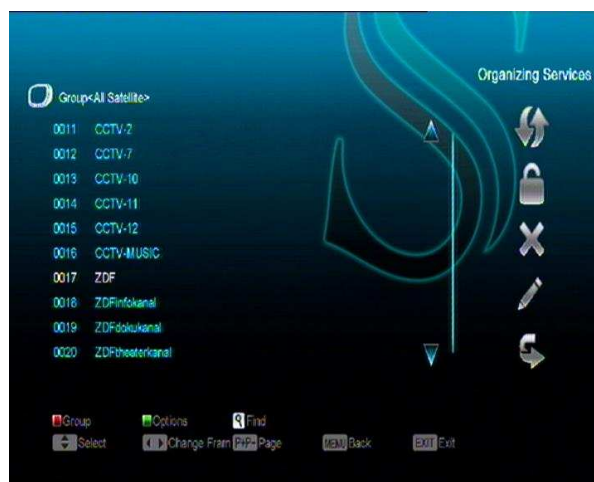 Organizing Services
Group<All Satellite>
0011 CCTV-2
0012 CCTV-7
0013 CCTV-10
0014 CCTV-11
0015 CCTV-12
0016 CCTV-MUSIC
0017 ZDF
0018 ZDFinfokanal
0019 ZDFdokukanal
0020 ZDFtheaterkanal
Group Options Find
Select Change Fram P+P- Page MENU Back EXIT Exit